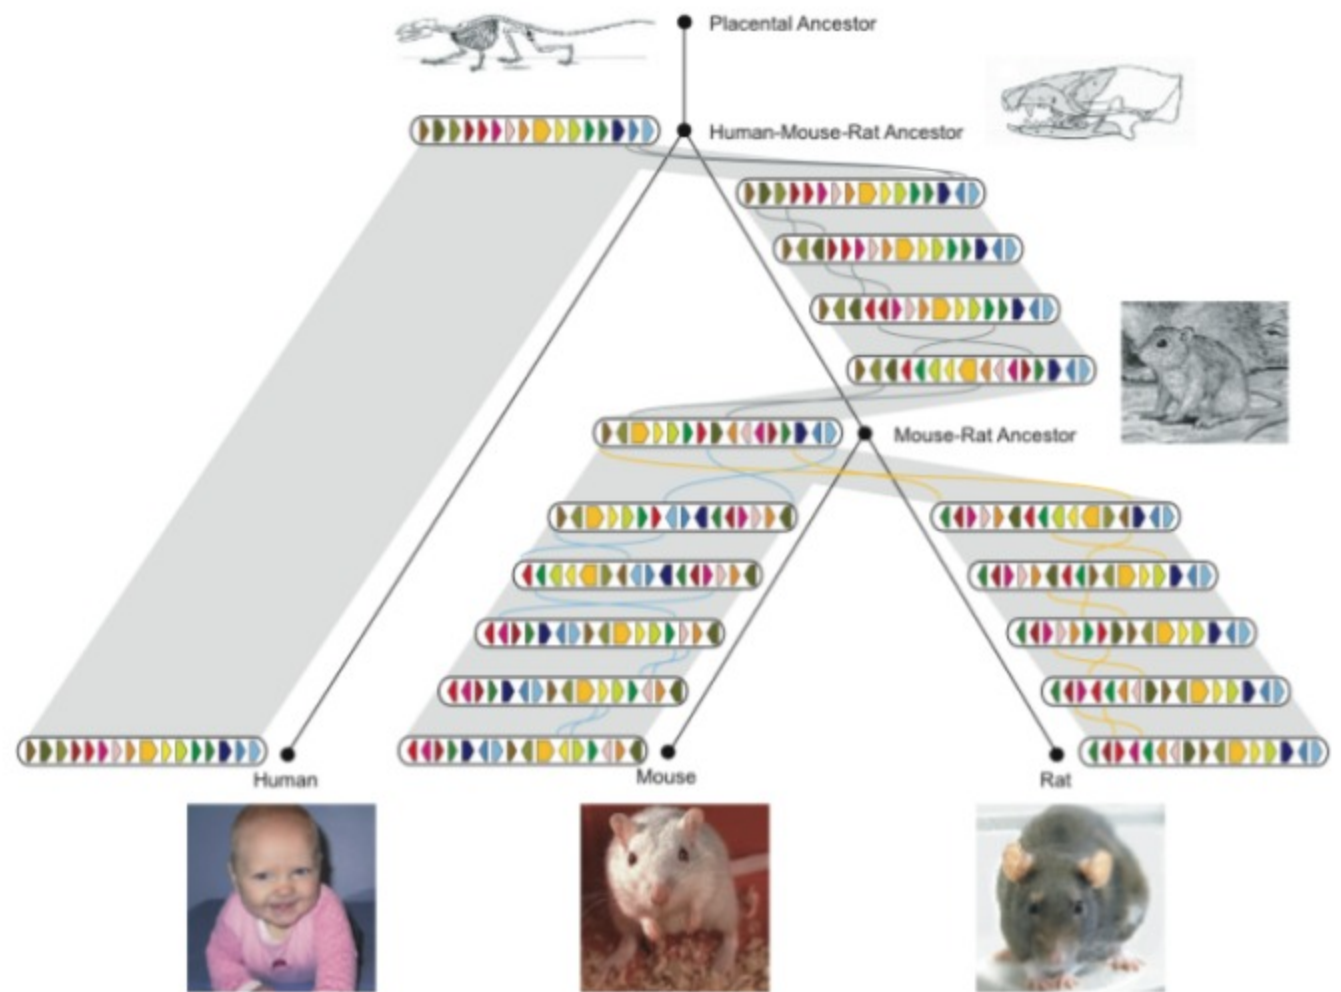 Placental Ancestor
Human-Mouse-Rat Ancestor
Mouse-Rat Ancestor
Human
Mouse
Rat